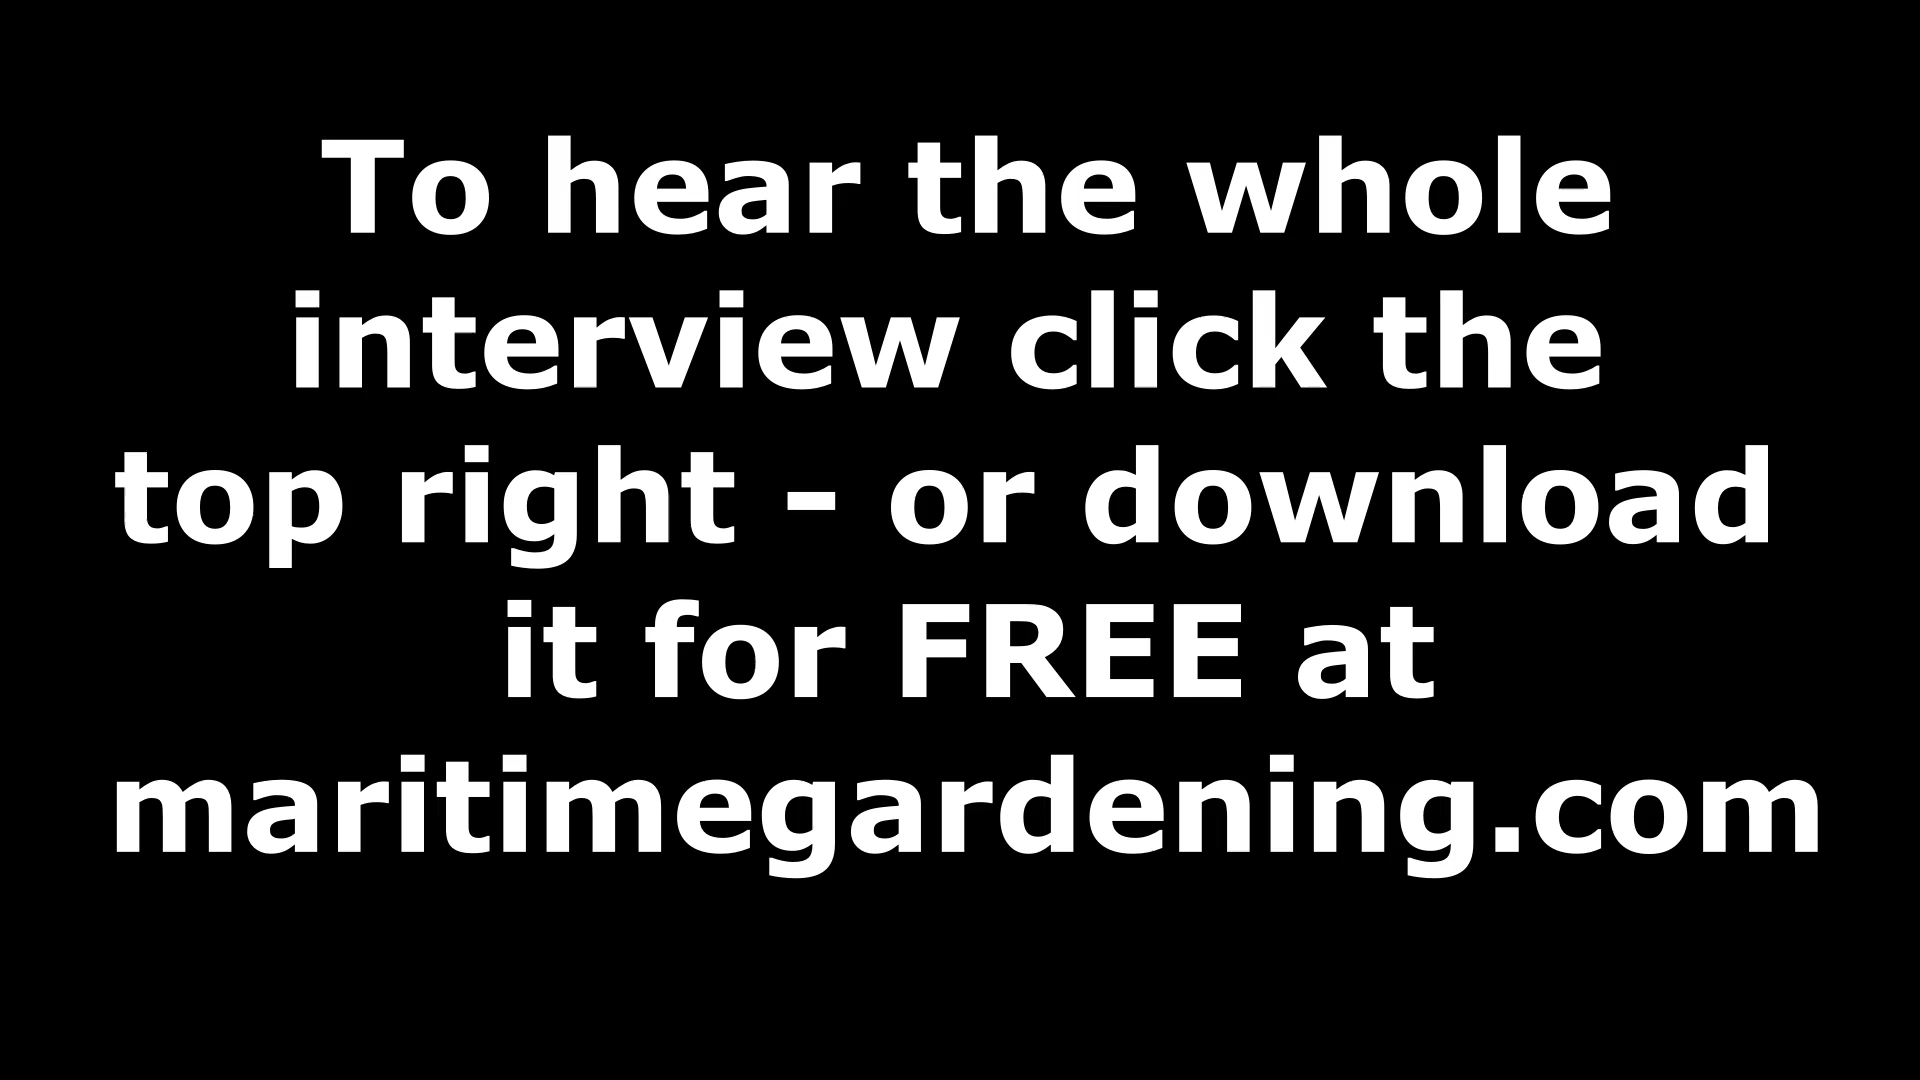 To hear the whole
interview click the
top right - or download
it for FREE at
maritimegardening.com